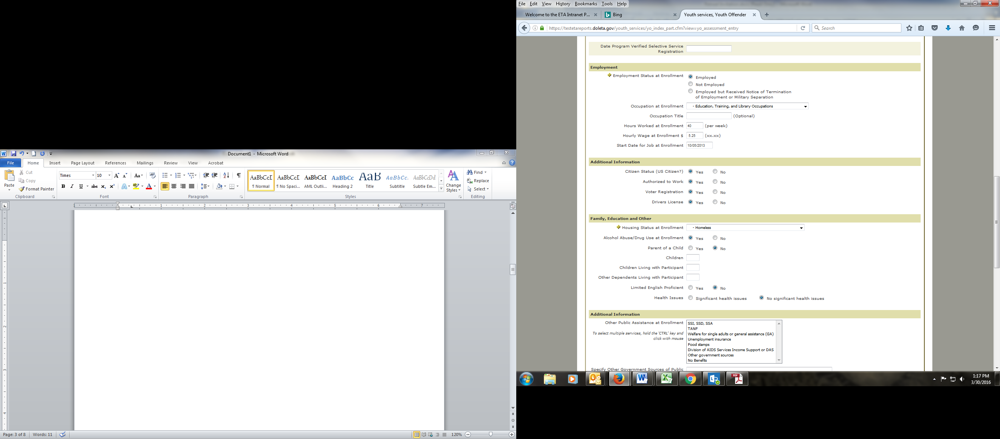 Document1 - Microsoft Word
File Home Insert Page Layout References Mailings Review View Acrobat
Paste
Cut
Copy
Format Painter
Clipboard
Times 10
Aa
B I U abc x₂ x²
Font
Paragraph
AaBbCcI AaBbCcI AaBbCcI AaBbCc AaB AaBbCc. AaBbCcDd
¶ Normal ¶ No Spaci... AML Outli... Heading 2 Title Subtitle Subtle Em...
Change Styles
Styles
Find
Replace
Select
Editing
1 1 2 3 4 5 6 7
1
2
3
4
Page: 3 of 8 Words: 11 120%
File Edit View History Bookmarks Tools Help
Welcome to the ETA Intranet P... Bing Youth services, Youth Offender
https://testetareports.doleta.gov/youth_services/yo_index_part.cfm?view=yo_assessment_entry Search
Date Program Verified Selective Service
Registration
Employment
Employment Status at Enrollment Employed
Not Employed
Employed but Received Notice of Termination
of Employment or Military Separation
Occupation at Enrollment - Education, Training, and Library Occupations
Occupation Title (Optional)
Hours Worked at Enrollment 40 (per week)
Hourly Wage at Enrollment $ 5.25 (xx.xx)
Start Date for Job at Enrollment 10/05/2013
Additional Information
Citizen Status (US Citizen?) Yes No
Authorized to Work Yes No
Voter Registration Yes No
Drivers License Yes No
Family, Education and Other
Housing Status at Enrollment - Homeless
Alcohol Abuse/Drug Use at Enrollment Yes No
Parent of a Child Yes No
Children
Children Living with Participant
Other Dependents Living with Participant
Limited English Proficient Yes No
Health Issues Significant health issues No significant health issues
Additional Information
Other Public Assistance at Enrollment
To select multiple services, hold the 'CTRL' key and
click with mouse
SSI, SSD, SSA
TANF
Welfare for single adults or general assistance (GA)
Unemployment insurance
Food stamps
Division of AIDS Services Income Support or DAS
Other government sources
No Benefits
Specify Other Government Sources of Public
1:17 PM
3/30/2016